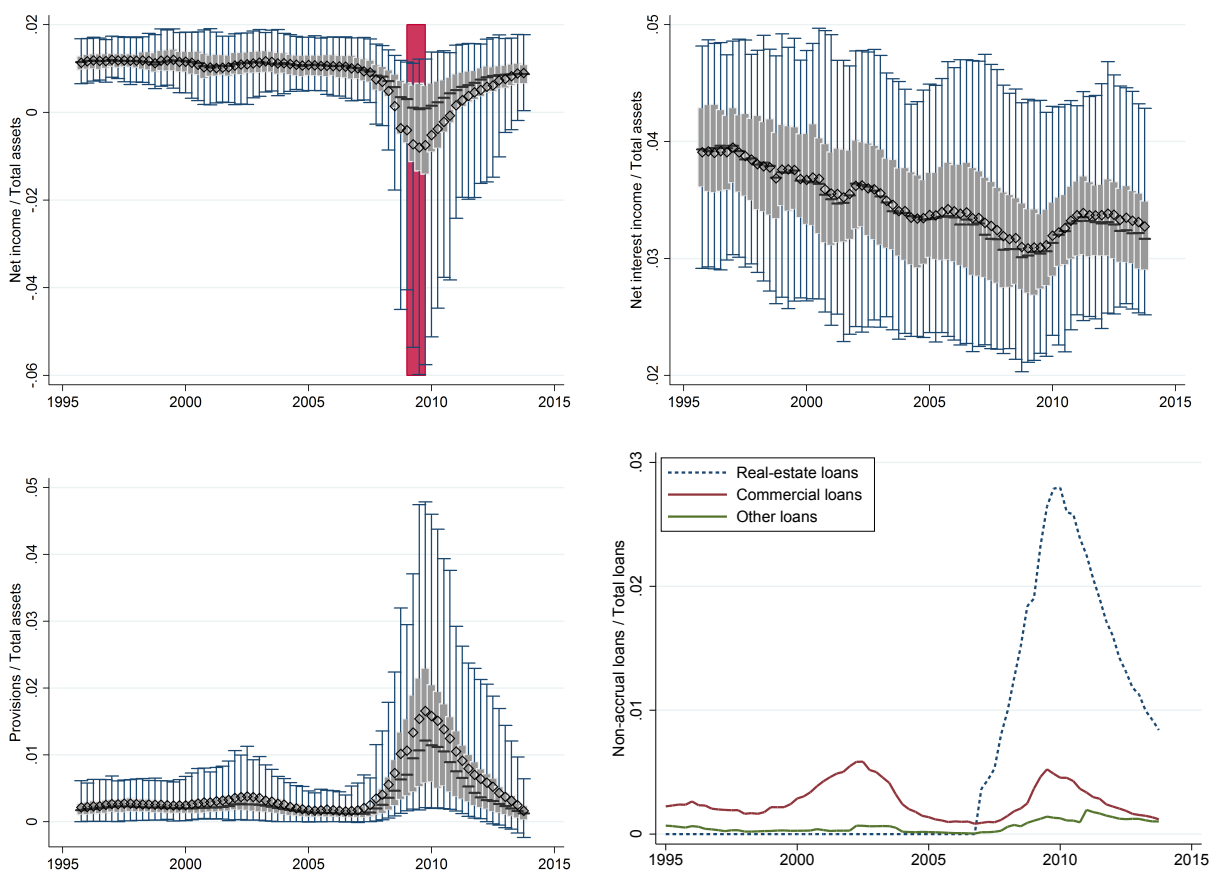 Net income / Total assets
.02
0
-.02
-.04
-.06
1995 2000 2005 2010 2015
Net interest income / Total assets
.05
.04
.03
.02
1995 2000 2005 2010 2015
Provisions / Total assets
.05
.04
.03
.02
.01
0
1995 2000 2005 2010 2015
Non-accrual loans / Total loans
.03
.02
.01
0
1995 2000 2005 2010 2015
Real-estate loans
Commercial loans
Other loans